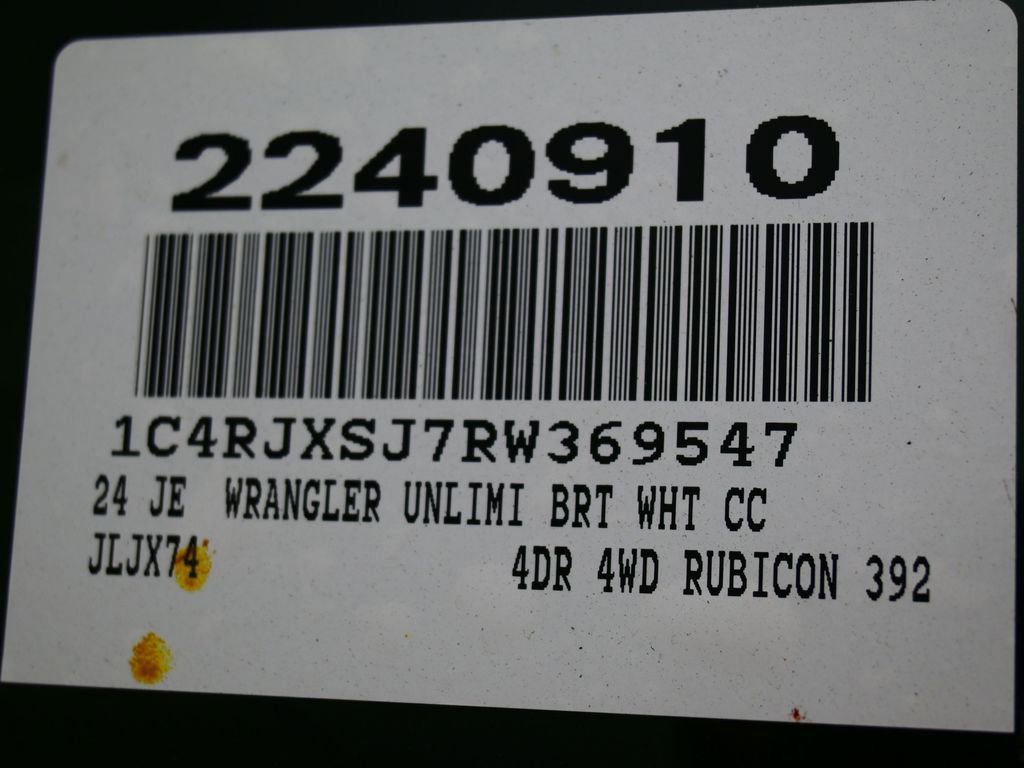 2240910
1C4RJXSJ7RW369547
24 JE WRANGLER UNLIMI BRT WHT CC
JLJX74 4DR 4WD RUBICON 392